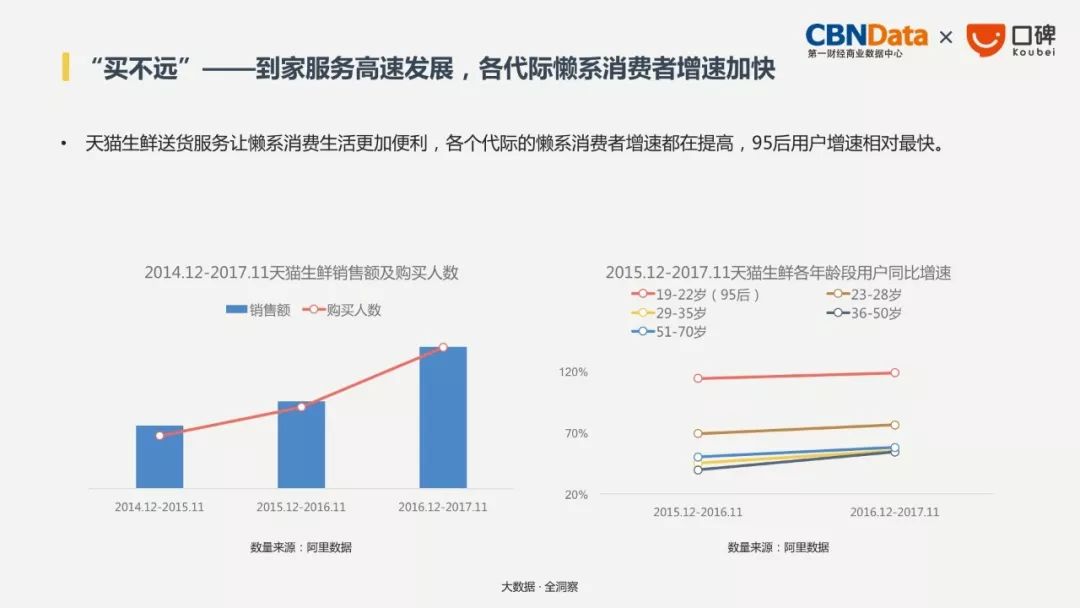 CBNData
第一财经商业数据中心
×
口碑
Koubei
“买不远”——到家服务高速发展，各代际懒系消费者增速加快
• 天猫生鲜送货服务让懒系消费生活更加便利，各个代际的懒系消费者增速都在提高，95后用户增速相对最快。
2014.12-2017.11天猫生鲜销售额及购买人数
销售额 购买人数
2014.12-2015.11 2015.12-2016.11 2016.12-2017.11
数量来源：阿里数据
2015.12-2017.11天猫生鲜各年龄段用户同比增速
19-22岁（95后） 23-28岁
29-35岁 36-50岁
51-70岁
120%
70%
20%
2015.12-2016.11 2016.12-2017.11
数量来源：阿里数据
大数据·全洞察